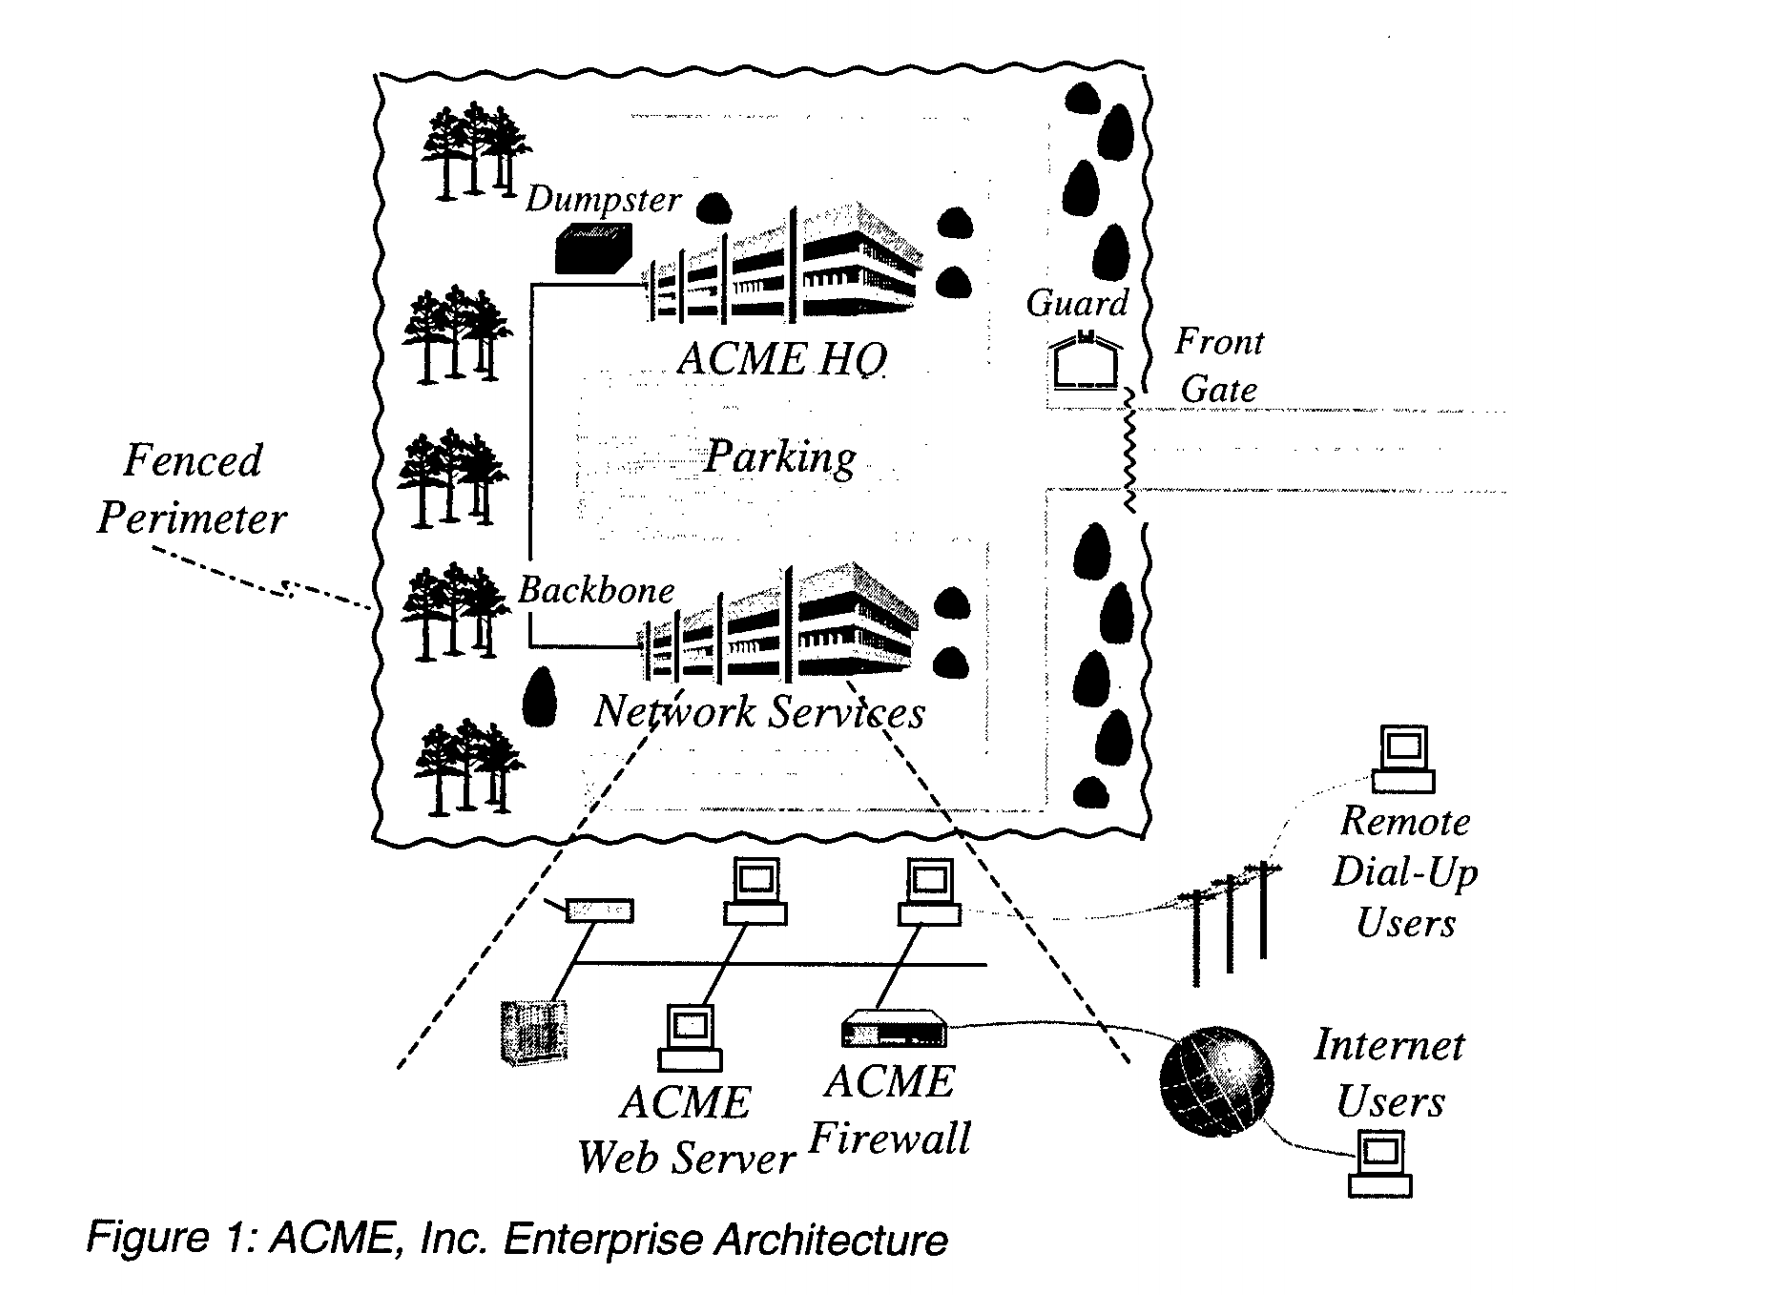 Dumpster
Guard
Front
Gate
ACME HQ
Parking
Fenced
Perimeter
Backbone
Network Services
Remote
Dial-Up
Users
Internet
Users
ACME
Web Server
ACME
Firewall
Figure 1: ACME, Inc. Enterprise Architecture